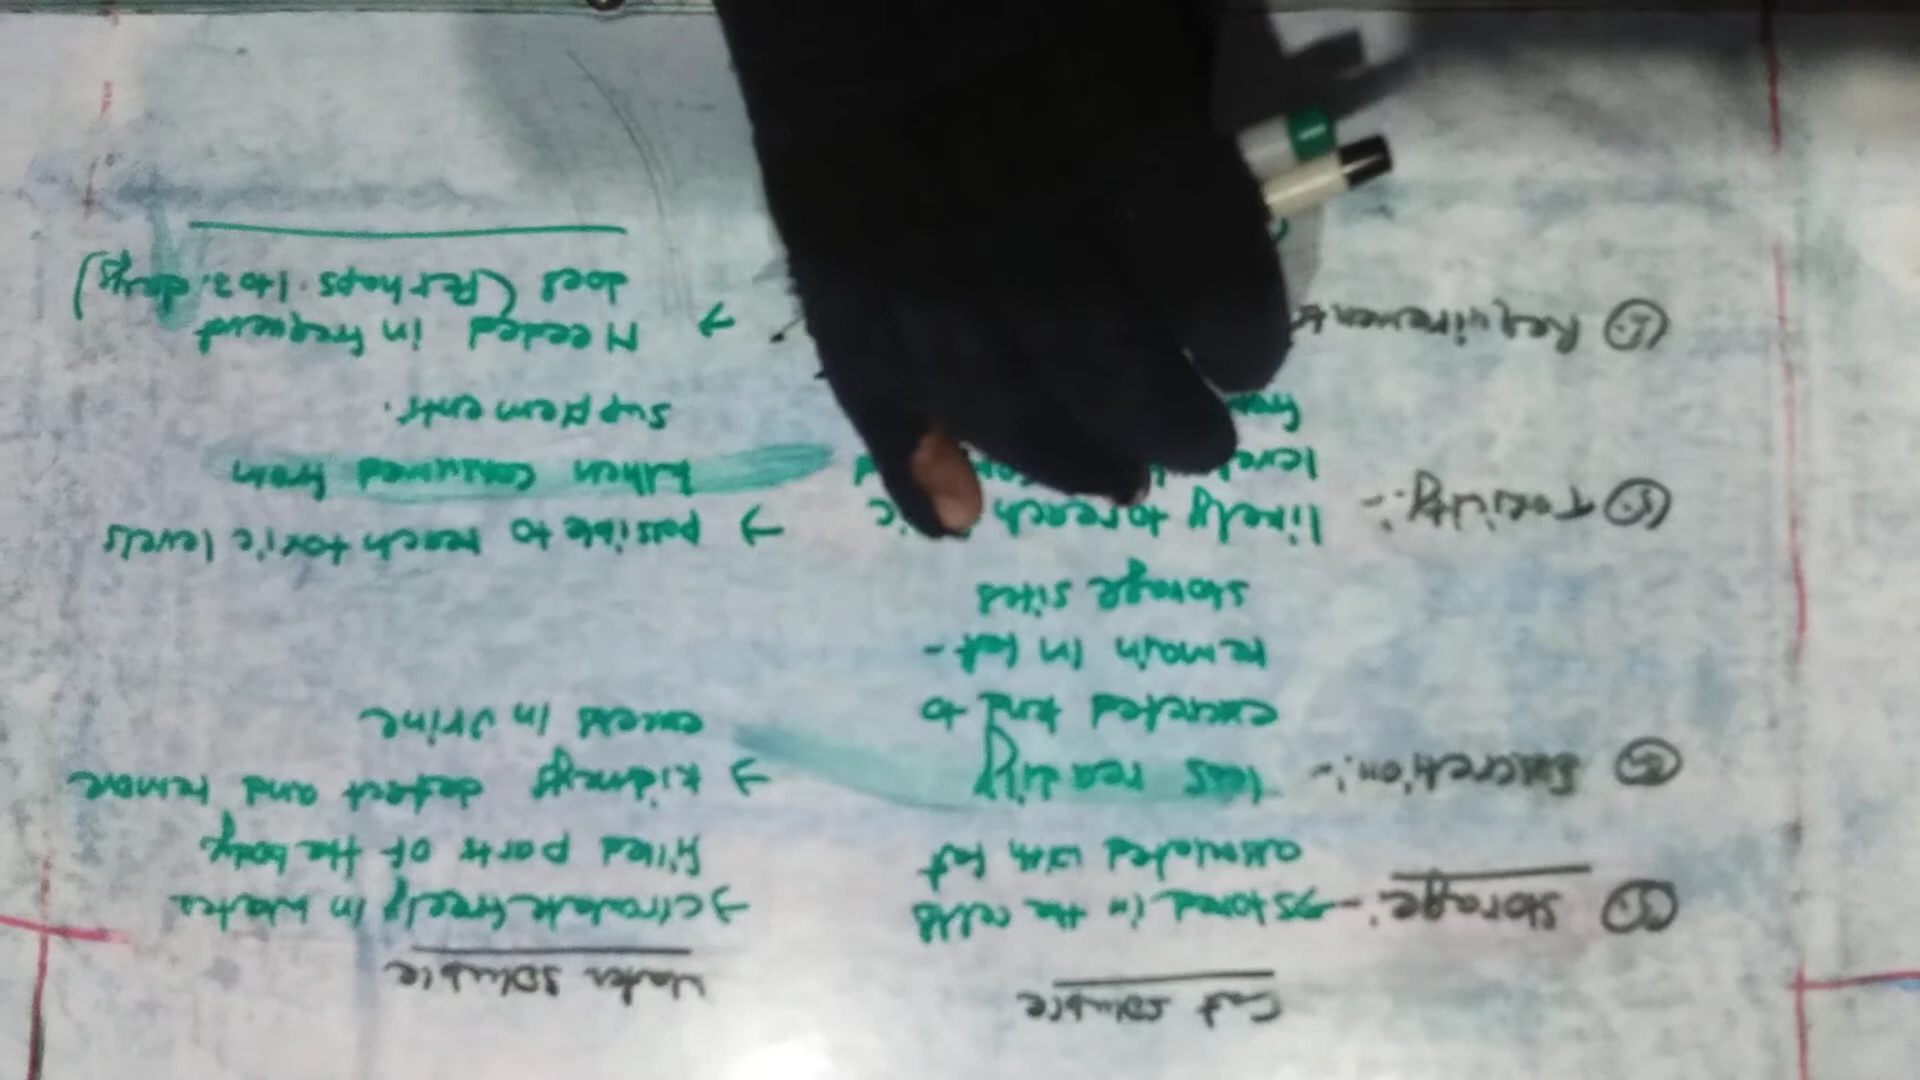 Fat soluble
Water soluble
③ Storage:- → stored in the cells
associated with fat
→ circulate freely in water
filled parts of the body
④ Excretion:- less readily
excreted tend to
remain in fat-
storage sites
→ kidneys detect and remove
excess in urine
⑤ Toxicity:- likely to reach
→ possible to reach toxic levels
when consumed from
supplements.
⑥ Requirements
→ Needed in frequent
does (Perhaps 1 to 2 days)